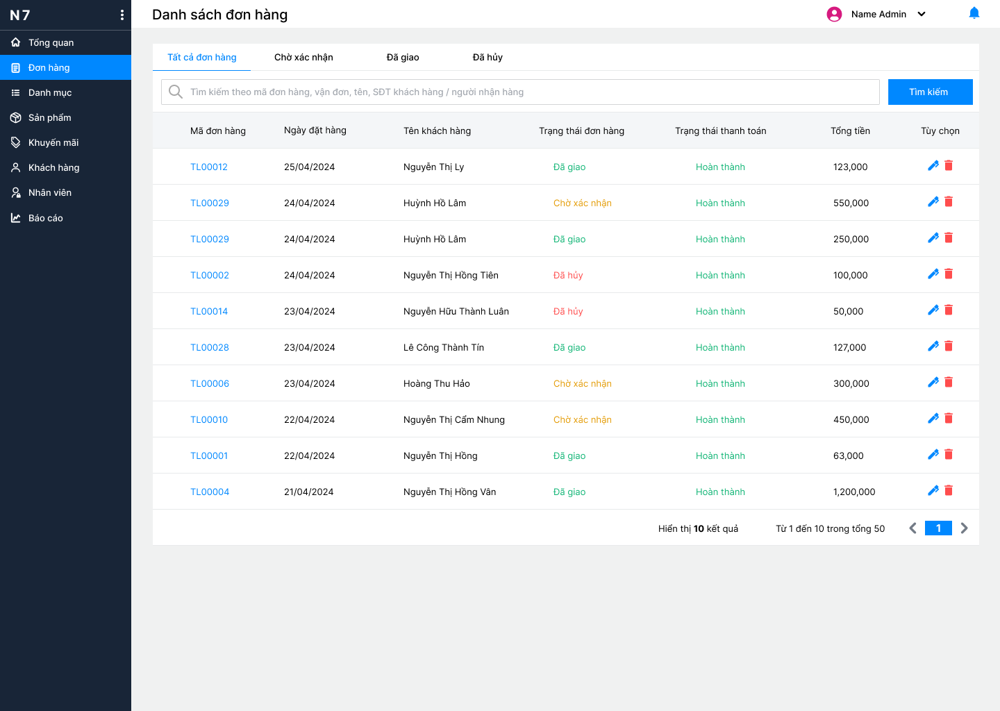 N7
Danh sách đơn hàng
Name Admin
Tổng quan
Đơn hàng
Danh mục
Sản phẩm
Khuyến mãi
Khách hàng
Nhân viên
Báo cáo
Tất cả đơn hàng Chờ xác nhận Đã giao Đã hủy
Tìm kiếm theo mã đơn hàng, vận đơn, tên, SĐT khách hàng / người nhận hàng Tìm kiếm
Mã đơn hàng Ngày đặt hàng Tên khách hàng Trạng thái đơn hàng Trạng thái thanh toán Tổng tiền Tùy chọn
TL00012 25/04/2024 Nguyễn Thị Ly Đã giao Hoàn thành 123,000
TL00029 24/04/2024 Huỳnh Hồ Lâm Chờ xác nhận Hoàn thành 550,000
TL00029 24/04/2024 Huỳnh Hồ Lâm Đã giao Hoàn thành 250,000
TL00002 24/04/2024 Nguyễn Thị Hồng Tiên Đã hủy Hoàn thành 100,000
TL00014 23/04/2024 Nguyễn Hữu Thành Luân Đã hủy Hoàn thành 50,000
TL00028 23/04/2024 Lê Công Thành Tín Đã giao Hoàn thành 127,000
TL00006 23/04/2024 Hoàng Thu Hảo Chờ xác nhận Hoàn thành 300,000
TL00010 22/04/2024 Nguyễn Thị Cẩm Nhung Chờ xác nhận Hoàn thành 450,000
TL00001 22/04/2024 Nguyễn Thị Hồng Đã giao Hoàn thành 63,000
TL00004 21/04/2024 Nguyễn Thị Hồng Vân Đã giao Hoàn thành 1,200,000
Hiển thị 10 kết quả Từ 1 đến 10 trong tổng 50 1